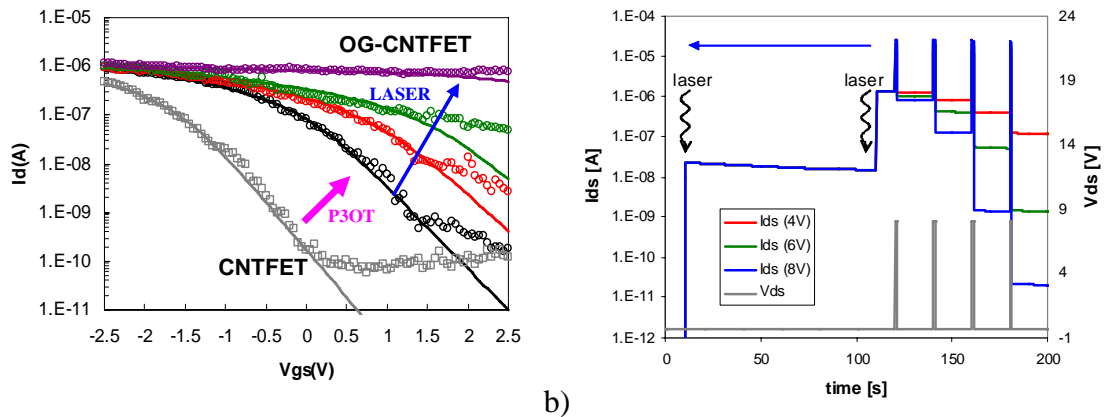 1.E-05
1.E-06
1.E-07
1.E-08
1.E-09
1.E-10
1.E-11
Id(A)
OG-CNTFET
LASER
P3OT
CNTFET
-2.5 -2 -1.5 -1 -0.5 0 0.5 1 1.5 2 2.5
Vgs(V)
b)
1.E-03
1.E-04
1.E-05
1.E-06
1.E-07
1.E-08
1.E-09
1.E-10
1.E-11
1.E-12
Ids [A]
laser
laser
Ids (4V)
Ids (6V)
Ids (8V)
Vds
24
19
14
9
4
-1
Vds [V]
0 50 100 150 200
time [s]